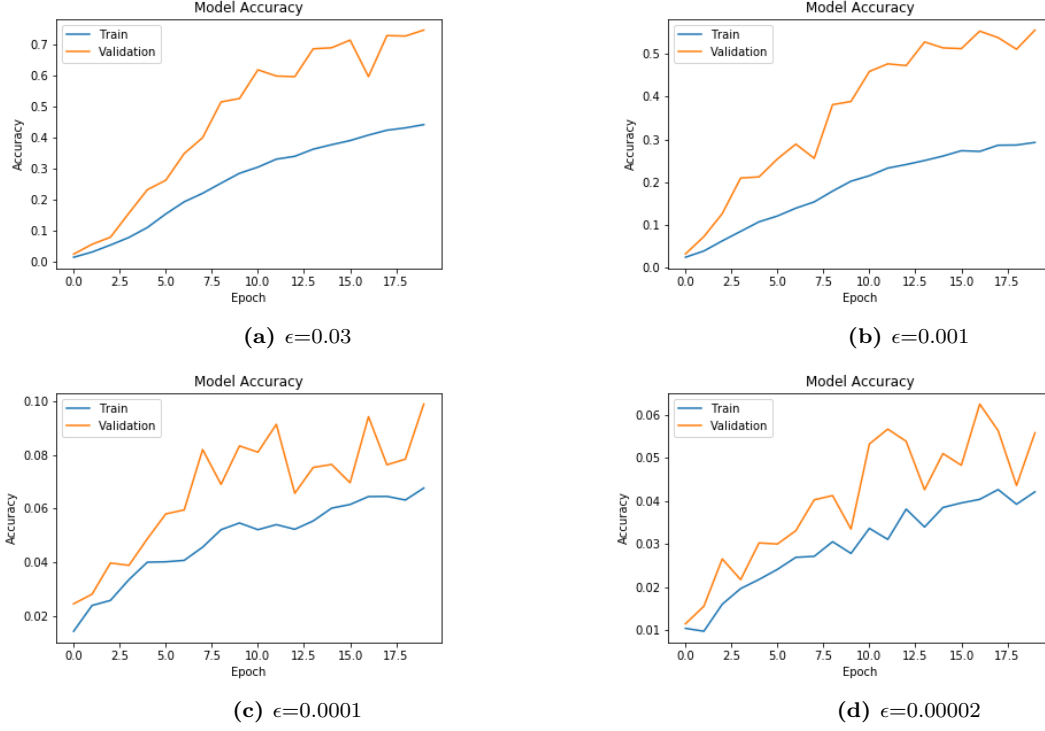 Model Accuracy
Train
Validation
0.7
0.6
0.5
0.4
0.3
0.2
0.1
0.0
Accuracy
0.0 2.5 5.0 7.5 10.0 12.5 15.0 17.5
Epoch
(a) ϵ=0.03
Model Accuracy
Train
Validation
0.5
0.4
0.3
0.2
0.1
0.0
Accuracy
0.0 2.5 5.0 7.5 10.0 12.5 15.0 17.5
Epoch
(b) ϵ=0.001
Model Accuracy
Train
Validation
0.10
0.08
0.06
0.04
0.02
Accuracy
0.0 2.5 5.0 7.5 10.0 12.5 15.0 17.5
Epoch
(c) ϵ=0.0001
Model Accuracy
Train
Validation
0.06
0.05
0.04
0.03
0.02
0.01
Accuracy
0.0 2.5 5.0 7.5 10.0 12.5 15.0 17.5
Epoch
(d) ϵ=0.00002